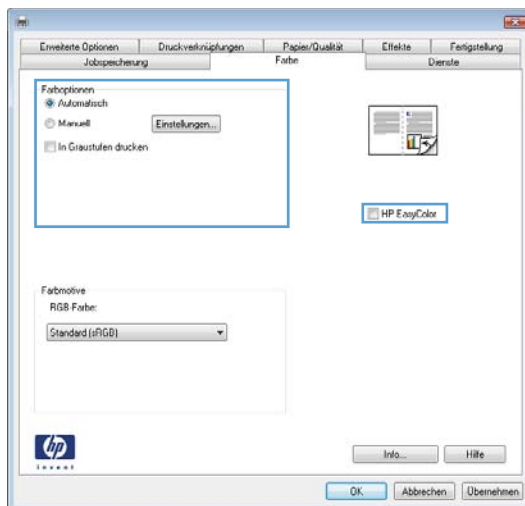 Erweiterte Optionen Druckverknüpfungen Papier/Qualität Effekte Fertigstellung
Jobspeicherung Farbe Dienste
Farboptionen
Automatisch
Manuell Einstellungen...
In Graustufen drucken
HP EasyColor
Farbmotive
RGB-Farbe:
Standard (sRGB)
hp
invent
Info... Hilfe
OK Abbrechen Übernehmen